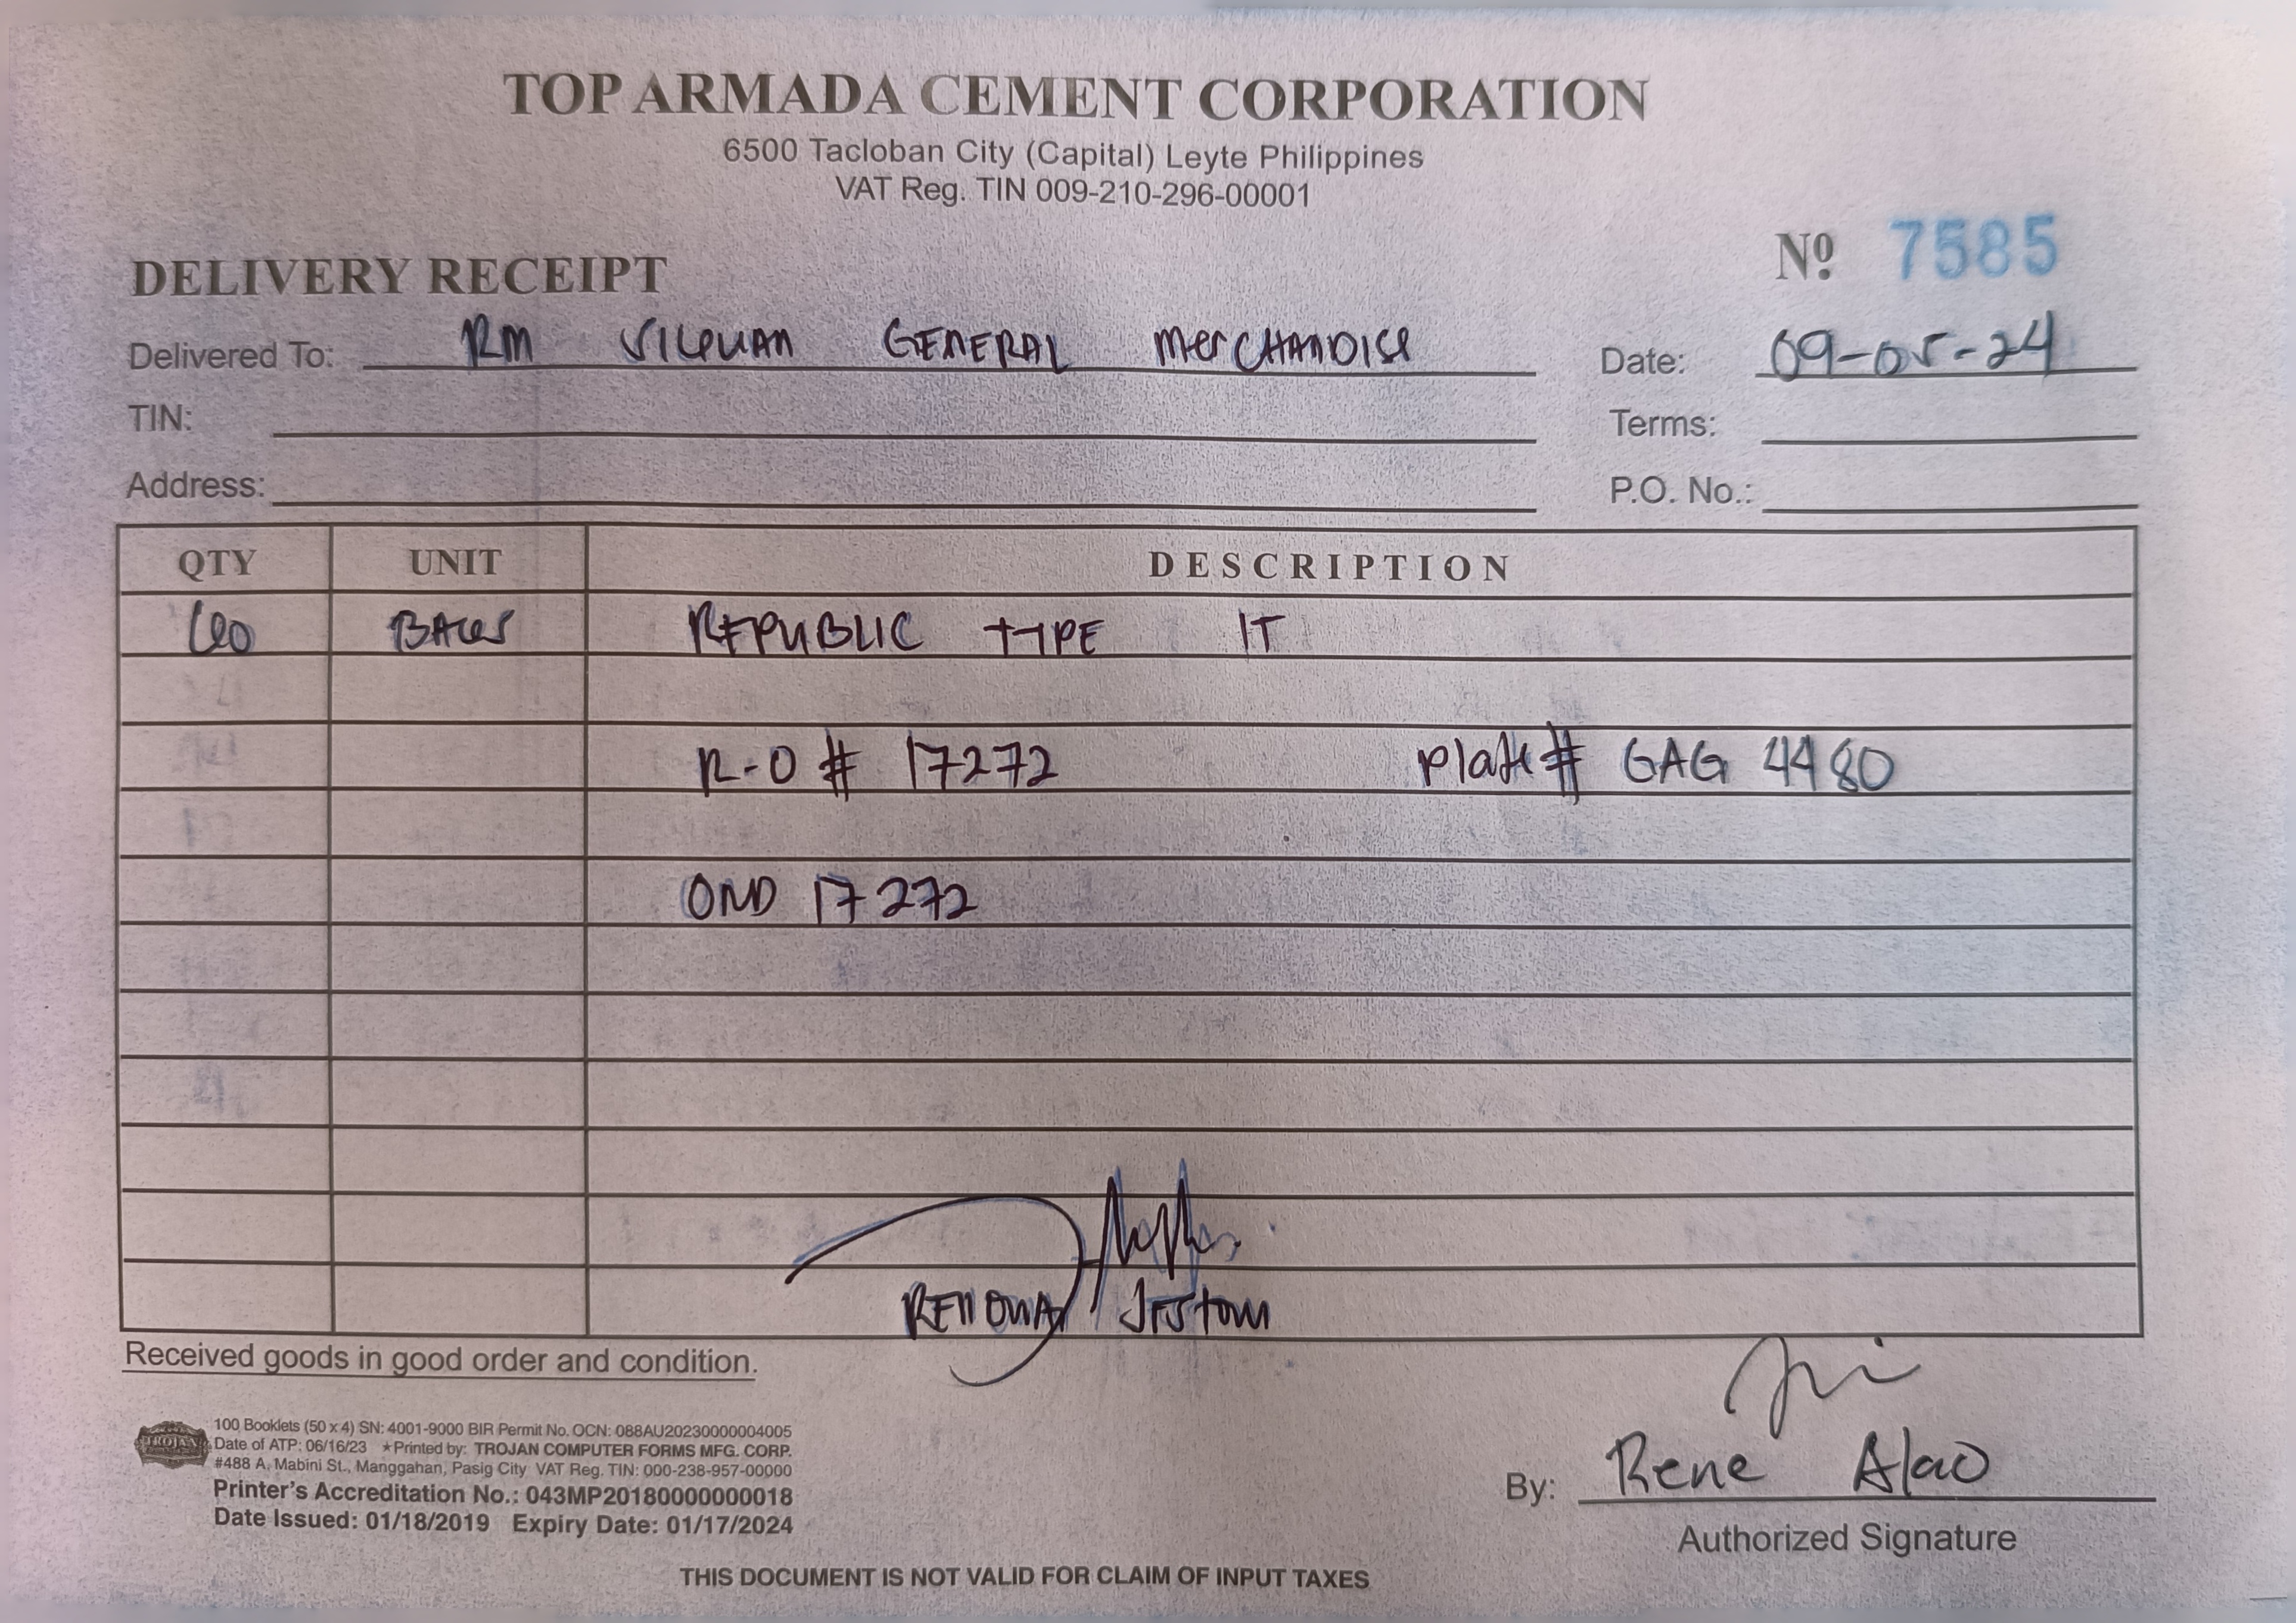 TOP ARMADA CEMENT CORPORATION
6500 Tacloban City (Capital) Leyte Philippines
VAT Reg. TIN 009-210-296-00001
DELIVERY RECEIPT
Nº 7585
Delivered To: RM GENERAL MERCHANDISE
Date: 09-05-24
TIN:
Terms:
Address:
P.O. No.:
QTY UNIT DESCRIPTION
REPUBLIC TYPE
R-O # 17272 Plate # GAG 4480
OND 17272
Received goods in good order and condition.
TROJAN
100 Booklets (50 x 4) SN: 4001-9000 BIR Permit No. OCN: 088AU20230000004005
Date of ATP: 06/16/23 ★Printed by: TROJAN COMPUTER FORMS MFG. CORP.
#488 A. Mabini St., Manggahan, Pasig City VAT Reg. TIN: 000-238-957-00000
Printer's Accreditation No.: 043MP20180000000018
Date Issued: 01/18/2019 Expiry Date: 01/17/2024
By: Rene Alao
Authorized Signature
THIS DOCUMENT IS NOT VALID FOR CLAIM OF INPUT TAXES